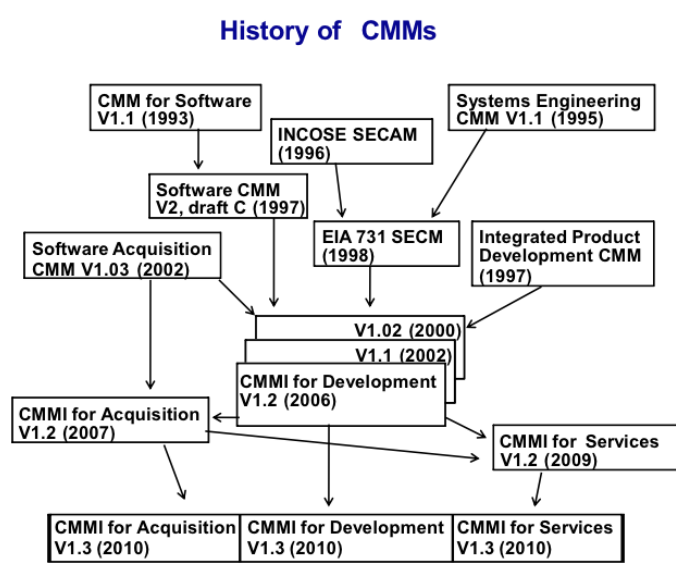 History of CMMs
CMM for Software
V1.1 (1993)
Systems Engineering
CMM V1.1 (1995)
INCOSE SECAM
(1996)
Software CMM
V2, draft C (1997)
EIA 731 SECM
(1998)
Integrated Product
Development CMM
(1997)
Software Acquisition
CMM V1.03 (2002)
V1.02 (2000)
V1.1 (2002)
CMMI for Development
V1.2 (2006)
CMMI for Acquisition
V1.2 (2007)
CMMI for Services
V1.2 (2009)
CMMI for Acquisition
V1.3 (2010)
CMMI for Development
V1.3 (2010)
CMMI for Services
V1.3 (2010)